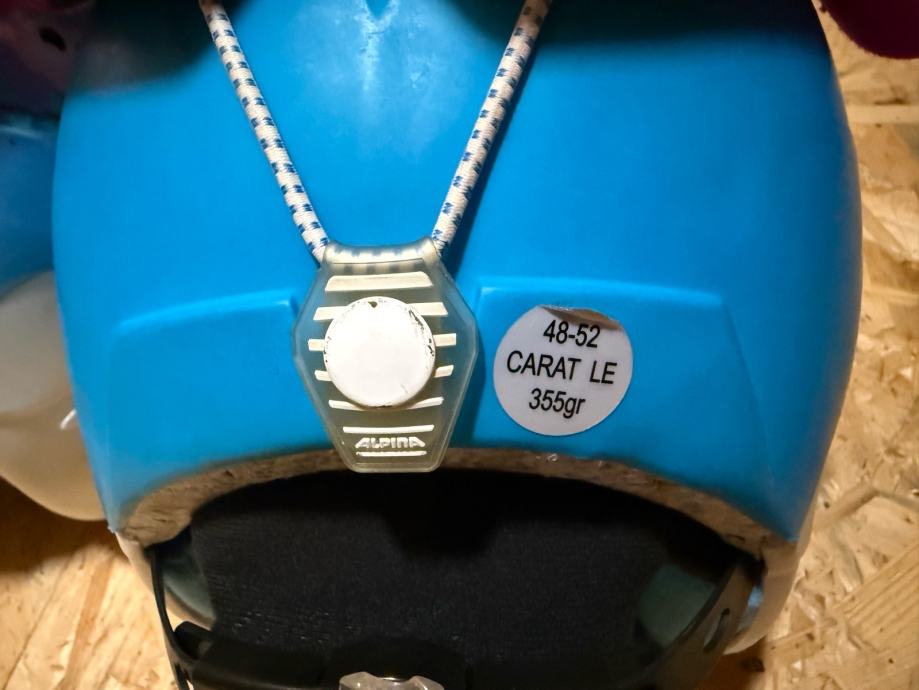 48-52
CARAT LE
355gr
ALPINA